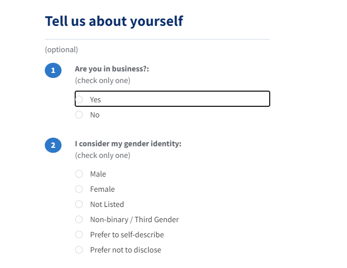 Tell us about yourself
(optional)
1 Are you in business?:
(check only one)
Yes
No
2 I consider my gender identity:
(check only one)
Male
Female
Not Listed
Non-binary / Third Gender
Prefer to self-describe
Prefer not to disclose